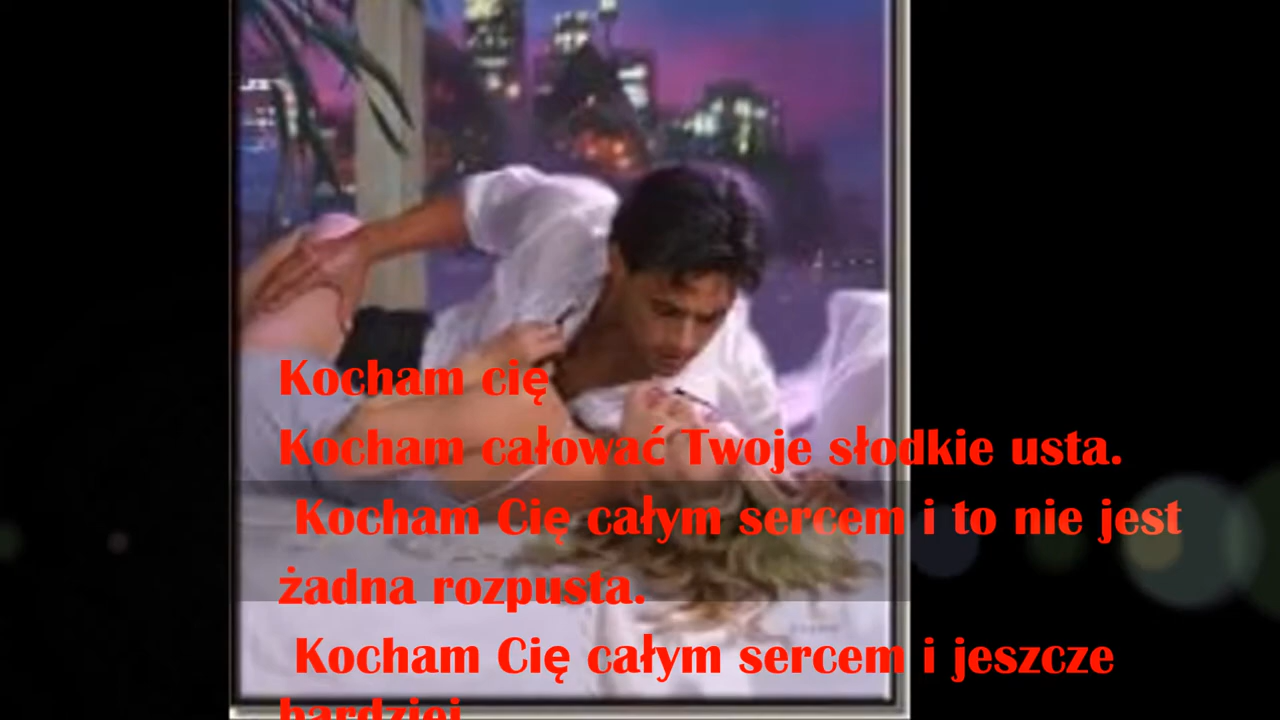 Kocham cię
Kocham całować Twoje słodkie usta.
Kocham Cię całym sercem i to nie jest
żadna rozpusta.
Kocham Cię całym sercem i jeszcze
bardziej